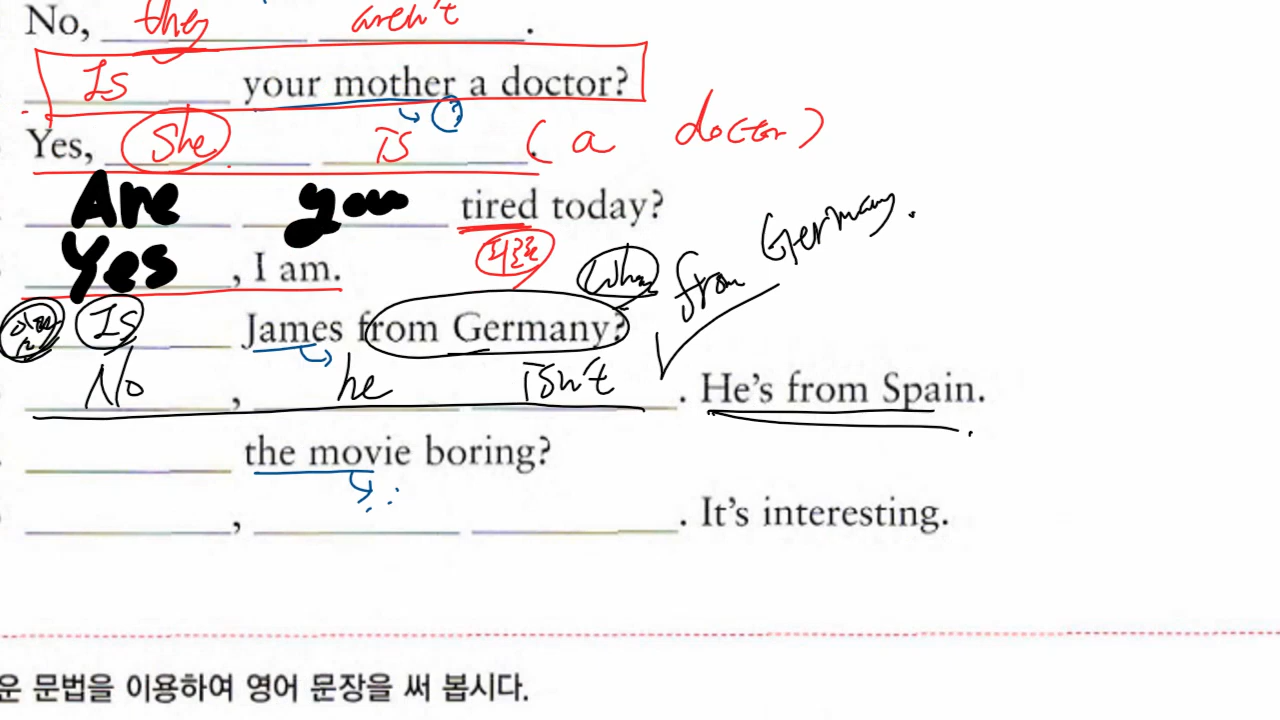 No, they aren't.
Is your mother a doctor?
Yes, she is (a doctor)
Are you tired today?
Yes, I am. 피곤
from Germany.
Is James from Germany?
No, he isn't. He's from Spain.
the movie boring?
, . It's interesting.
운 문법을 이용하여 영어 문장을 써 봅시다.